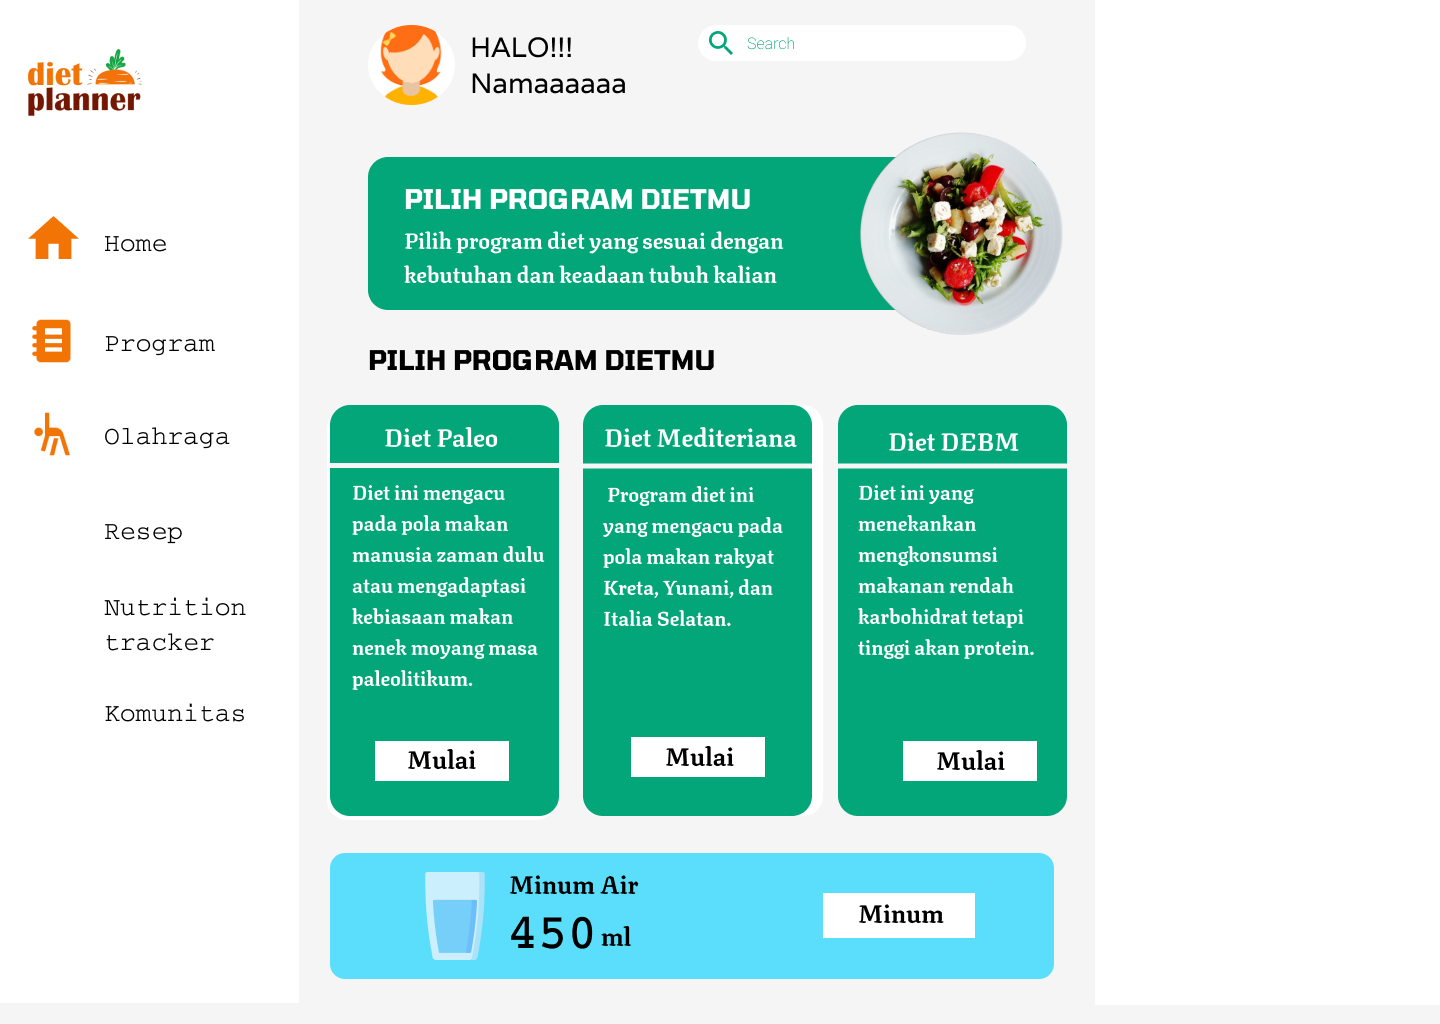 diet
planner
Home
Program
Olahraga
Resep
Nutrition
tracker
Komunitas
HALO!!!
Namaaaaaa
Search
PILIH PROGRAM DIETMU
Pilih program diet yang sesuai dengan
kebutuhan dan keadaan tubuh kalian
PILIH PROGRAM DIETMU
Diet Paleo
Diet ini mengacu
pada pola makan
manusia zaman dulu
atau mengadaptasi
kebiasaan makan
nenek moyang masa
paleolitikum.
Mulai
Diet Mediteriana
Program diet ini
yang mengacu pada
pola makan rakyat
Kreta, Yunani, dan
Italia Selatan.
Mulai
Diet DEBM
Diet ini yang
menekankan
mengkonsumsi
makanan rendah
karbohidrat tetapi
tinggi akan protein.
Mulai
Minum Air
450 ml
Minum